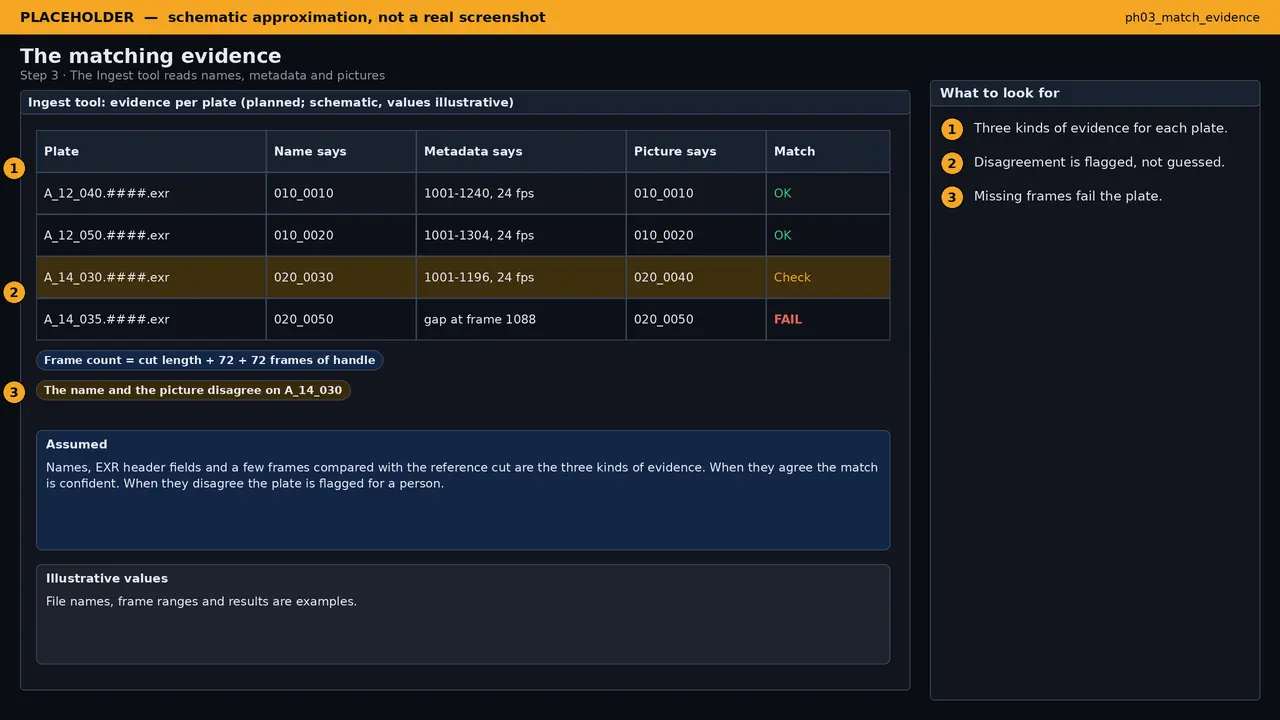 PLACEHOLDER — schematic approximation, not a real screenshot
ph03_match_evidence
The matching evidence
Step 3 · The Ingest tool reads names, metadata and pictures
Ingest tool: evidence per plate (planned; schematic, values illustrative)
Plate Name says Metadata says Picture says Match
1
A_12_040.####.exr 010_0010 1001-1240, 24 fps 010_0010 OK
A_12_050.####.exr 010_0020 1001-1304, 24 fps 010_0020 OK
A_14_030.####.exr 020_0030 1001-1196, 24 fps 020_0040 Check
2
A_14_035.####.exr 020_0050 gap at frame 1088 020_0050 FAIL
Frame count = cut length + 72 + 72 frames of handle
3
The name and the picture disagree on A_14_030
Assumed
Names, EXR header fields and a few frames compared with the reference cut are the three kinds of evidence. When they agree the match
is confident. When they disagree the plate is flagged for a person.
Illustrative values
File names, frame ranges and results are examples.
What to look for
1 Three kinds of evidence for each plate.
2 Disagreement is flagged, not guessed.
3 Missing frames fail the plate.